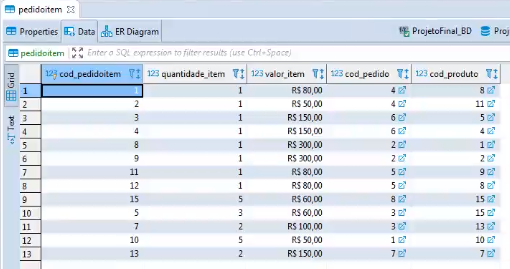 pedidoitem
Properties Data ER Diagram ProjetoFinal_BD Proj
pedidoitem Enter a SQL expression to filter results (use Ctrl+Space)
Grid
Text
123 cod_pedidoitem 123 quantidade_item 123 valor_item 123 cod_pedido 123 cod_produto
1 1 1 R$ 80,00 4 8
2 2 1 R$ 50,00 4 11
3 3 1 R$ 150,00 6 5
4 4 1 R$ 150,00 6 4
5 8 1 R$ 300,00 2 1
6 9 1 R$ 300,00 2 2
7 11 1 R$ 80,00 5 9
8 12 1 R$ 80,00 5 8
9 15 5 R$ 60,00 8 15
10 5 3 R$ 60,00 3 15
11 7 2 R$ 100,00 3 13
12 10 5 R$ 50,00 1 10
13 13 2 R$ 150,00 7 7